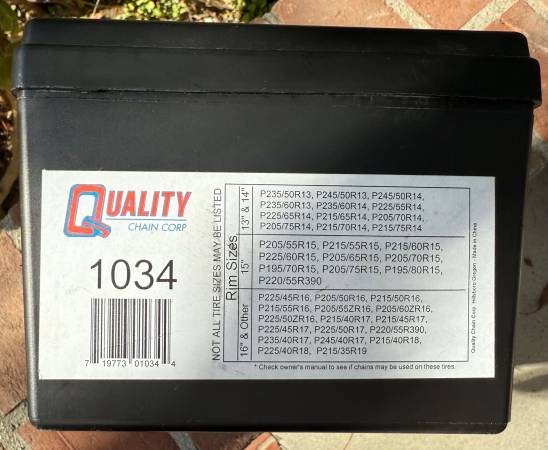 QUALITY
CHAIN CORP
1034
7 19773 01034 4
NOT ALL TIRE SIZES MAY BE LISTED
Rim Sizes
13" & 14"
P235/50R13, P245/50R13, P245/50R14,
P235/60R13, P235/60R14, P225/55R14,
P225/65R14, P215/65R14, P205/70R14,
P205/75R14, P215/70R14, P215/75R14
15"
P205/55R15, P215/55R15, P215/60R15,
P225/60R15, P205/65R15, P205/70R15,
P195/70R15, P205/75R15, P195/80R15,
P220/55R390
16" & Other
P225/45R16, P205/50R16, P215/50R16,
P215/55R16, P205/55ZR16, P205/60ZR16,
P225/50ZR16, P215/40R17, P215/45R17,
P225/45R17, P225/50R17, P220/55R390,
P235/40R17, P245/40R17, P215/40R18,
P225/40R18, P215/35R19
* Check owner's manual to see if chains may be used on these tires.
Quality Chain Corp · Hillsboro Oregon · Made in China